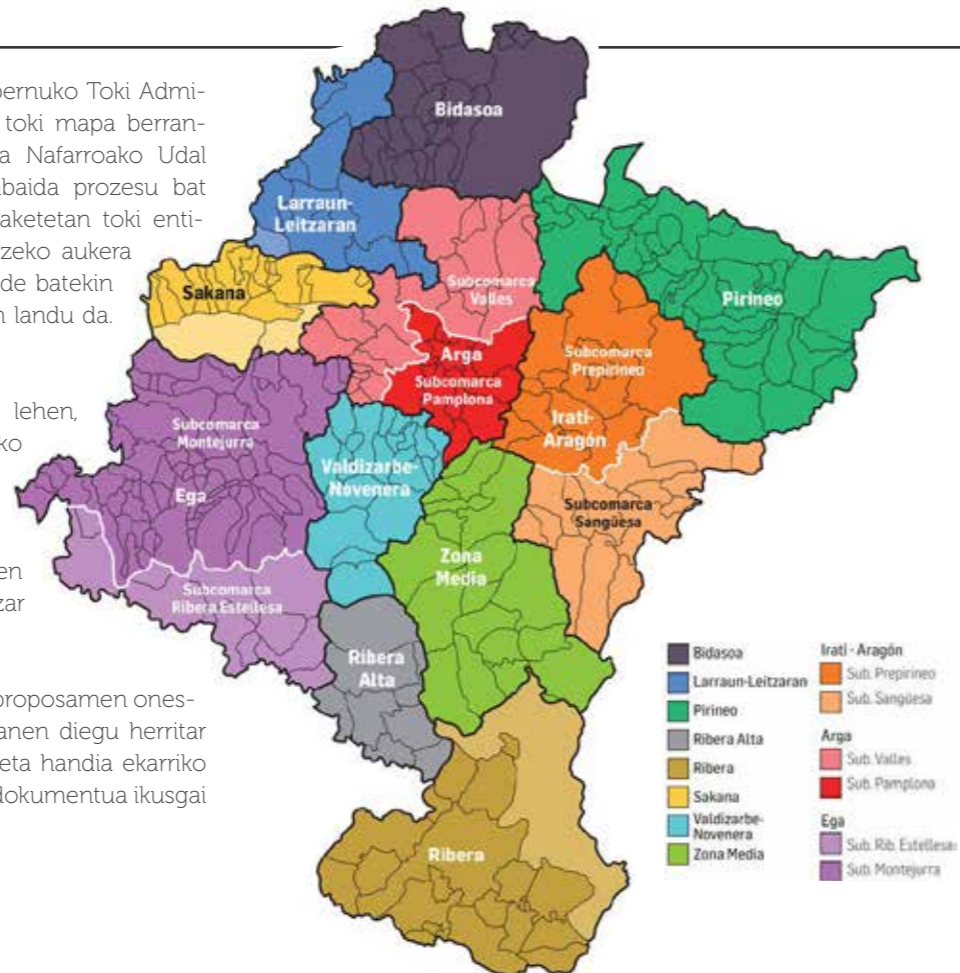 bernuko Toki Admi-
toki mapa berran-
a Nafarroako Udal
baida prozesu bat
aketetan toki enti-
tzeko aukera
de batekin
n landu da.
lehen,
ko
en
tzar
proposamen ones-
anen diegu herritar
eta handia ekarriko
dokumentua ikusgai
Bidasoa
Larraun-
Leitzaran
Sakana
Subcomarca
Valles
Pirineo
Arga
Subcomarca
Pamplona
Subcomarca
Prepirineo
Irati-
Aragón
Subcomarca
Montejurra
Ega
Valdizarbe-
Novenera
Subcomarca
Sangüesa
Zona
Media
Subcomarca
Ribera Estellesa
Ribera
Alta
Ribera
Bidasoa
Larraun-Leitzaran
Pirineo
Ribera Alta
Ribera
Sakana
Valdizarbe-
Novenera
Zona Media
Irati - Aragón
Sub. Prepirineo
Sub. Sangüesa
Arga
Sub. Valles
Sub. Pamplona
Ega
Sub. Rib. Estellesa
Sub. Montejurra